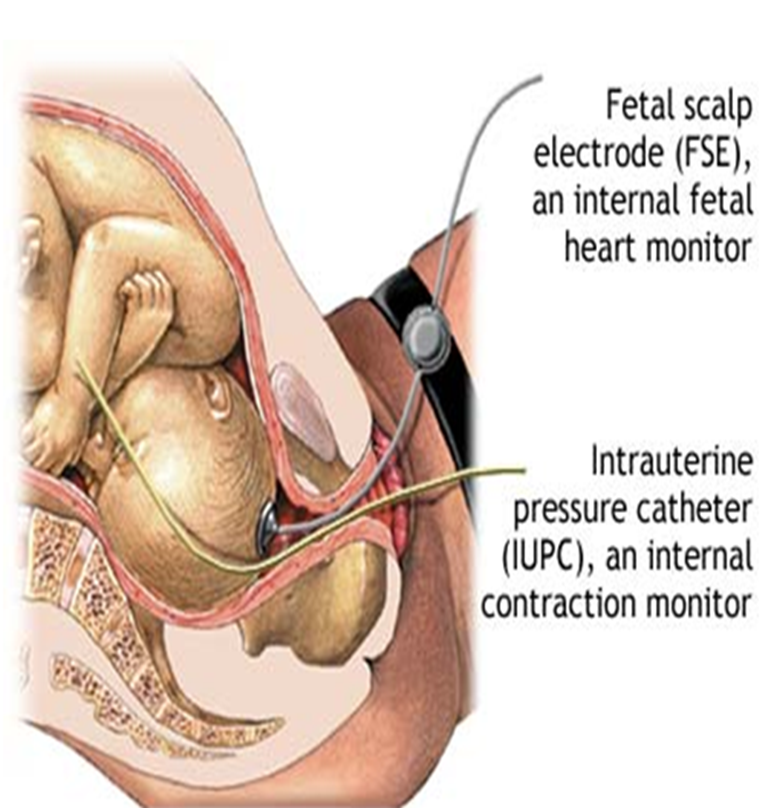 Fetal scalp
electrode (FSE),
an internal fetal
heart monitor
Intrauterine
pressure catheter
(IUPC), an internal
contraction monitor